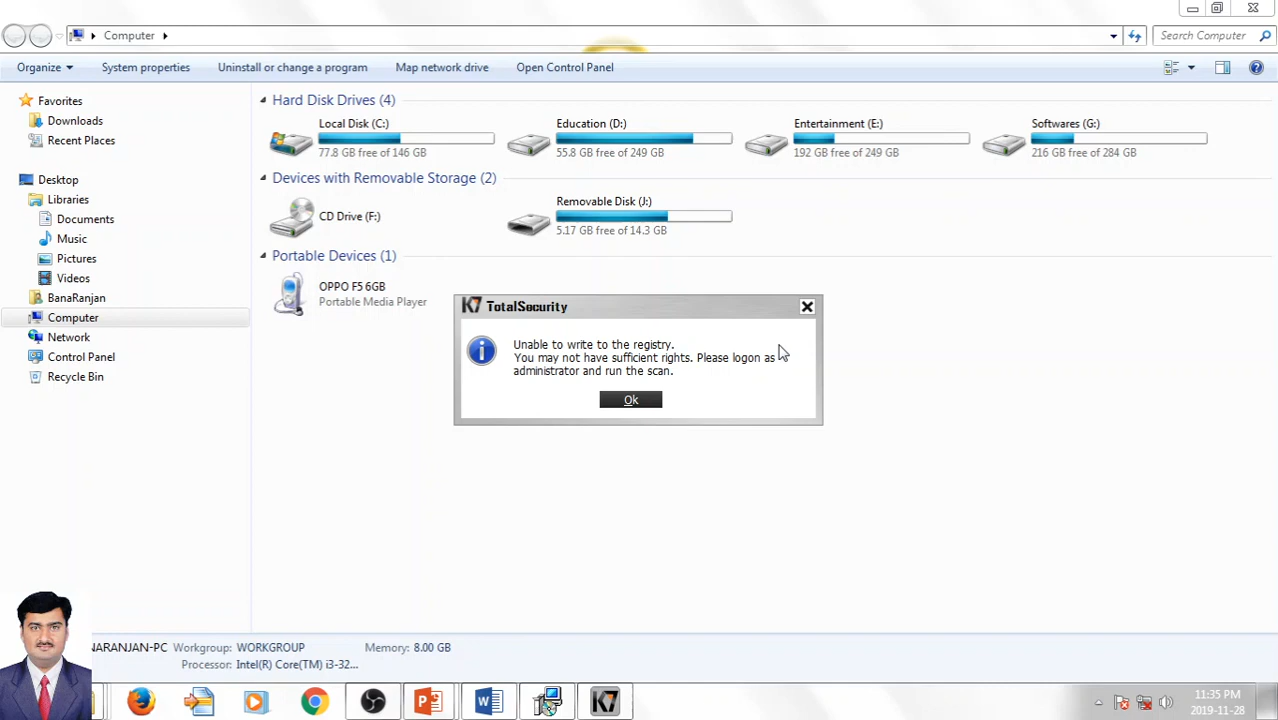 Computer
Search Computer
Organize
System properties
Uninstall or change a program
Map network drive
Open Control Panel
Favorites
Downloads
Recent Places
Desktop
Libraries
Documents
Music
Pictures
Videos
BanaRanjan
Computer
Network
Control Panel
Recycle Bin
Hard Disk Drives (4)
Local Disk (C:)
77.8 GB free of 146 GB
Education (D:)
55.8 GB free of 249 GB
Entertainment (E:)
192 GB free of 249 GB
Softwares (G:)
216 GB free of 284 GB
Devices with Removable Storage (2)
CD Drive (F:)
Removable Disk (J:)
5.17 GB free of 14.3 GB
Portable Devices (1)
OPPO F5 6GB
Portable Media Player
K7 TotalSecurity
Unable to write to the registry.
You may not have sufficient rights. Please logon as
administrator and run the scan.
Ok
NARANJAN-PC Workgroup: WORKGROUP Memory: 8.00 GB
Processor: Intel(R) Core(TM) i3-32...
11:35 PM
2019-11-28